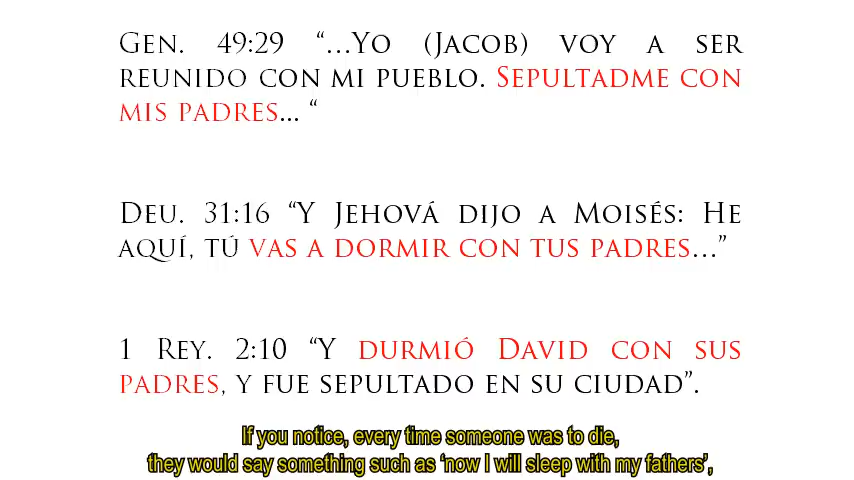 Gen. 49:29 “…Yo (Jacob) voy a ser
reunido con mi pueblo. Sepultadme con
mis padres... “
Deu. 31:16 “Y Jehová dijo a Moisés: He
aquí, tú vas a dormir con tus padres…”
1 Rey. 2:10 “Y durmió David con sus
padres, y fue sepultado en su ciudad”.
If you notice, every time someone was to die,
they would say something such as ‘now I will sleep with my fathers’,